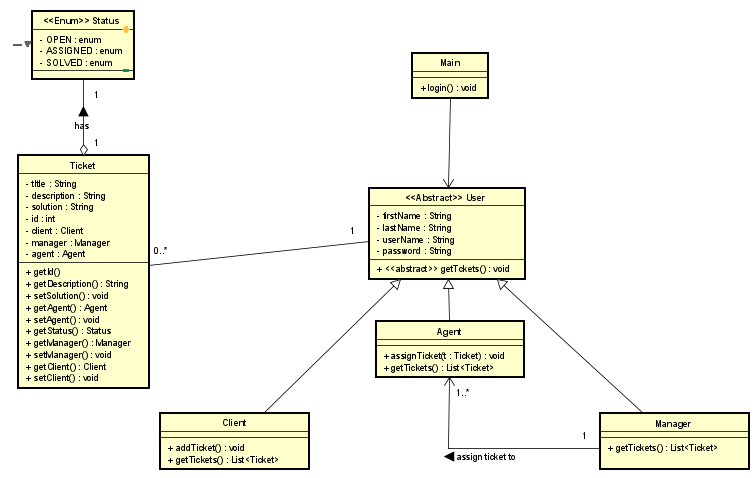 <<Enum>> Status
- OPEN : enum
- ASSIGNED : enum
- SOLVED : enum
1
has
1
Ticket
- title : String
- description : String
- solution : String
- id : int
- client : Client
- manager : Manager
- agent : Agent
+ getId()
+ getDescription() : String
+ setSolution() : void
+ getAgent() : Agent
+ setAgent() : void
+ getStatus() : Status
+ getManager() : Manager
+ setManager() : void
+ getClient() : Client
+ setClient() : void
0..*
1
Main
+ login() : void
<<Abstract>> User
- firstName : String
- lastName : String
- userName : String
- password : String
+ <<abstract>> getTckets() : void
Agent
+ assignTicket(t : Ticket) : void
+ getTickets() : List<Ticket>
1..*
1
assign ticket to
Client
+ addTicket() : void
+ getTickets() : List<Ticket>
Manager
+ getTickets() : List<Ticket>